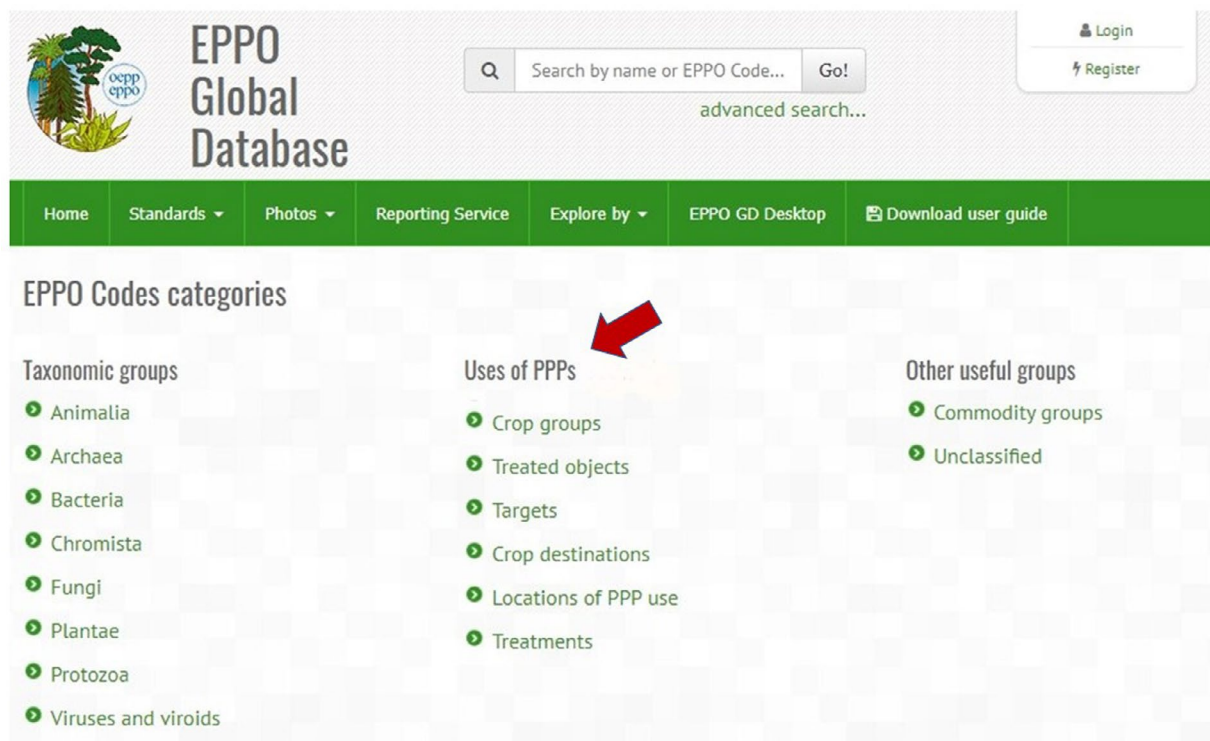 oepp
eppo
EPPO
Global
Database
Search by name or EPPO Code... Go!
advanced search...
Login
Register
Home Standards Photos Reporting Service Explore by EPPO GD Desktop Download user guide
EPPO Codes categories
Taxonomic groups
Animalia
Archaea
Bacteria
Chromista
Fungi
Plantae
Protozoa
Viruses and viroids
Uses of PPPs
Crop groups
Treated objects
Targets
Crop destinations
Locations of PPP use
Treatments
Other useful groups
Commodity groups
Unclassified